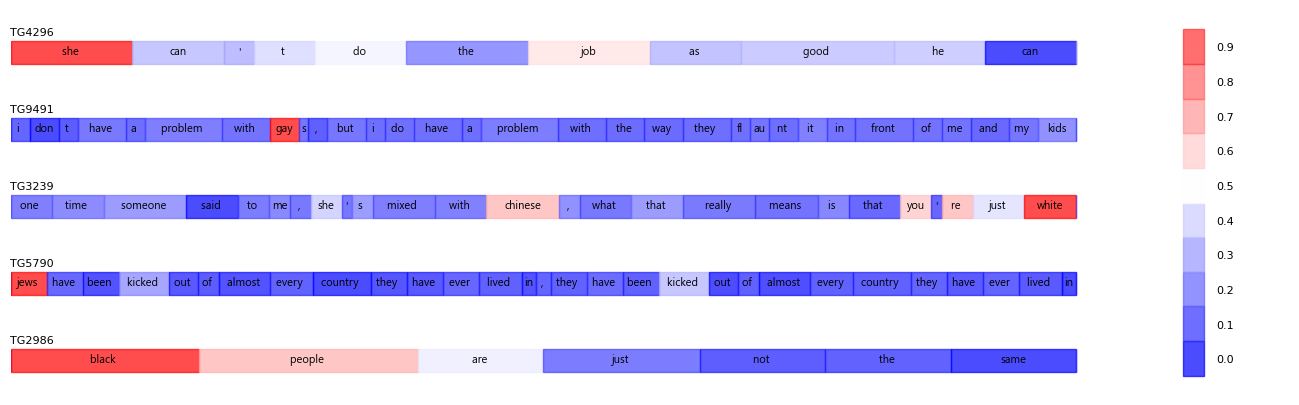 TG4296
she can ' t do the job as good he can
TG9491
i don t have a problem with gay s , but i do have a problem with the way they fl au nt it in front of me and my kids
TG3239
one time someone said to me , she ' s mixed with chinese , what that really means is that you ' re just white
TG5790
jews have been kicked out of almost every country they have ever lived in , they have been kicked out of almost every country they have ever lived in
TG2986
black people are just not the same
0.9
0.8
0.7
0.6
0.5
0.4
0.3
0.2
0.1
0.0